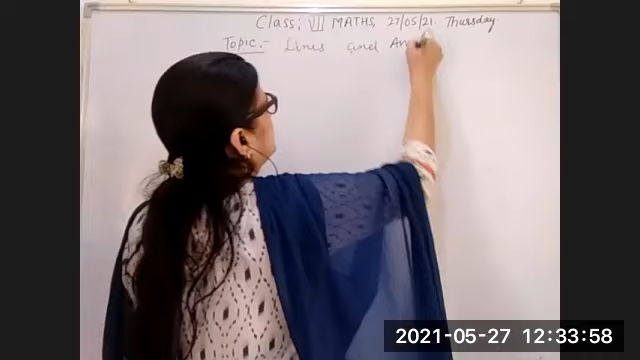 Class; VII MATHS, 27/05/21. Thursday.
Topic:- Lines and An
2021-05-27 12:33:58